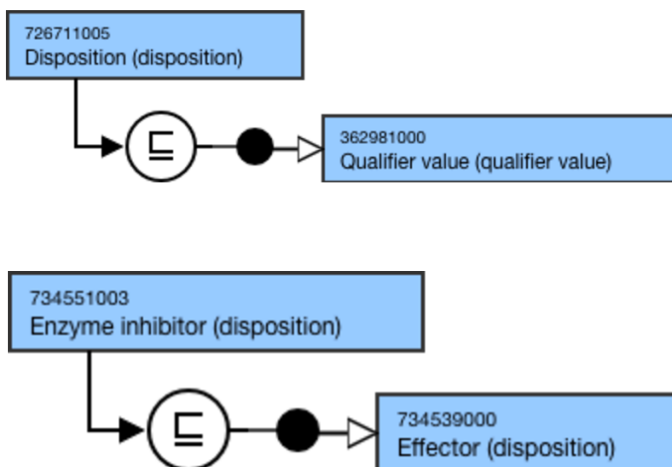 726711005
Disposition (disposition)
⊑
362981000
Qualifier value (qualifier value)
734551003
Enzyme inhibitor (disposition)
⊑
734539000
Effector (disposition)